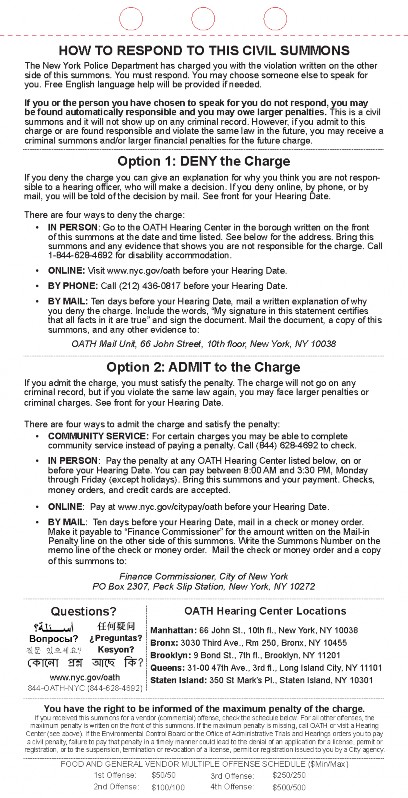 HOW TO RESPOND TO THIS CIVIL SUMMONS
The New York Police Department has charged you with the violation written on the other
side of this summons. You must respond. You may choose someone else to speak for
you. Free English language help will be provided if needed.
If you or the person you have chosen to speak for you do not respond, you may
be found automatically responsible and you may owe larger penalties. This is a civil
summons and it will not show up on any criminal record. However, if you admit to this
charge or are found responsible and violate the same law in the future, you may receive a
criminal summons and/or larger financial penalties for the future charge.
Option 1: DENY the Charge
If you deny the charge you can give an explanation for why you think you are not respon-
sible to a hearing officer, who will make a decision. If you deny online, by phone, or by
mail, you will be told of the decision by mail. See front for your Hearing Date.
There are four ways to deny the charge:
• IN PERSON: Go to the OATH Hearing Center in the borough written on the front
of this summons at the date and time listed. See below for the address. Bring this
summons and any evidence that shows you are not responsible for the charge. Call
1-844-628-4692 for disability accommodation.
• ONLINE: Visit www.nyc.gov/oath before your Hearing Date.
• BY PHONE: Call (212) 436-0817 before your Hearing Date.
• BY MAIL: Ten days before your Hearing Date, mail a written explanation of why
you deny the charge. Include the words, "My signature in this statement certifies
that all facts in it are true" and sign the document. Mail the document, a copy of this
summons, and any other evidence to:
OATH Mail Unit, 66 John Street, 10th floor, New York, NY 10038
Option 2: ADMIT to the Charge
If you admit the charge, you must satisfy the penalty. The charge will not go on any
criminal record, but if you violate the same law again, you may face larger penalties or
criminal charges. See front for your Hearing Date.
There are four ways to admit the charge and satisfy the penalty:
• COMMUNITY SERVICE: For certain charges you may be able to complete
community service instead of paying a penalty. Call (844) 628-4692 to check.
• IN PERSON: Pay the penalty at any OATH Hearing Center listed below, on or
before your Hearing Date. You can pay between 8:00 AM and 3:30 PM, Monday
through Friday (except holidays). Bring this summons and your payment. Checks,
money orders, and credit cards are accepted.
• ONLINE: Pay at www.nyc.gov/citypay/oath before your Hearing Date.
• BY MAIL: Ten days before your Hearing Date, mail in a check or money order.
Make it payable to "Finance Commissioner" for the amount written on the Mail-in
Penalty line on the other side of this summons. Write the Summons Number on the
memo line of the check or money order. Mail the check or money order and a copy
of this summons to:
Finance Commissioner, City of New York
PO Box 2307, Peck Slip Station, New York, NY 10272
Questions?
أسئلة؟ 任何疑问
Вопросы? ¿Preguntas?
질문 있으세요? Kesyon?
কোনো প্রশ্ন আছে কি?
www.nyc.gov/oath
844-OATH-NYC (844-628-4692)
OATH Hearing Center Locations
Manhattan: 66 John St., 10th fl., New York, NY 10038
Bronx: 3030 Third Ave., Rm 250, Bronx, NY 10455
Brooklyn: 9 Bond St., 7th fl., Brooklyn, NY 11201
Queens: 31-00 47th Ave., 3rd fl., Long Island City, NY 11101
Staten Island: 350 St Mark's Pl., Staten Island, NY 10301
You have the right to be informed of the maximum penalty of the charge.
If you received this summons for a vendor (commercial) offense, check the schedule below. For all other offenses, the
maximum penalty is written on the front of this summons. If the maximum penalty is missing, call OATH or visit a Hearing
Center (see above). If the Environmental Control Board or the Office of Administrative Trials and Hearings orders you to pay
a civil penalty, failure to pay that penalty in a timely manner could lead to the denial of an application for a license, permit or
registration, or to the suspension, termination or revocation of a license, permit or registration issued to you by a City agency.
FOOD AND GENERAL VENDOR MULTIPLE OFFENSE SCHEDULE ($Min/Max)
1st Offense: $50/50 3rd Offense: $250/250
2nd Offense: $100/100 4th Offense: $500/500